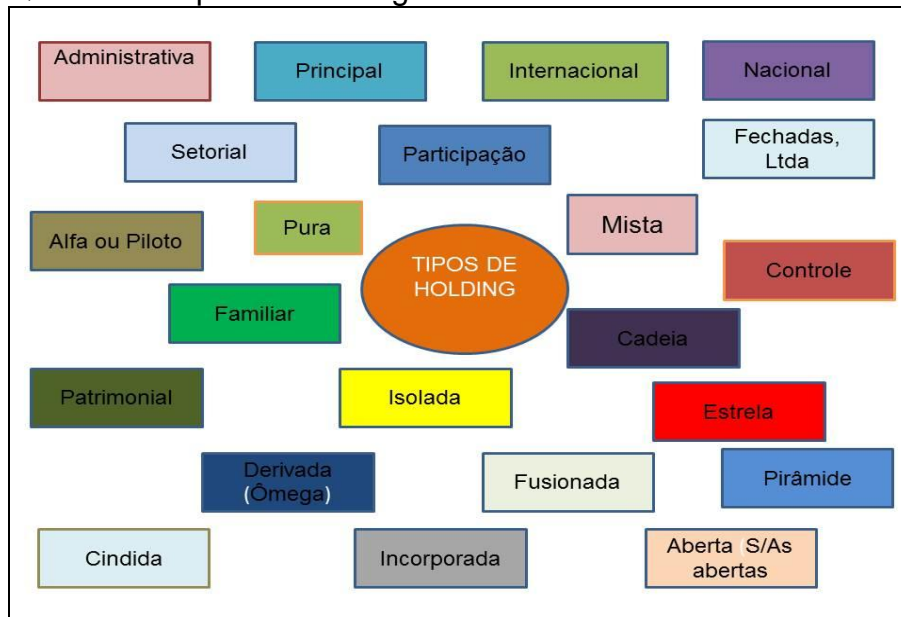 Administrativa
Principal
Internacional
Nacional
Setorial
Participação
Fechadas,
Ltda
Alfa ou Piloto
Pura
Mista
TIPOS DE
HOLDING
Controle
Familiar
Cadeia
Patrimonial
Isolada
Estrela
Derivada
(Ômega)
Fusionada
Pirâmide
Cindida
Incorporada
Aberta (S/As
abertas